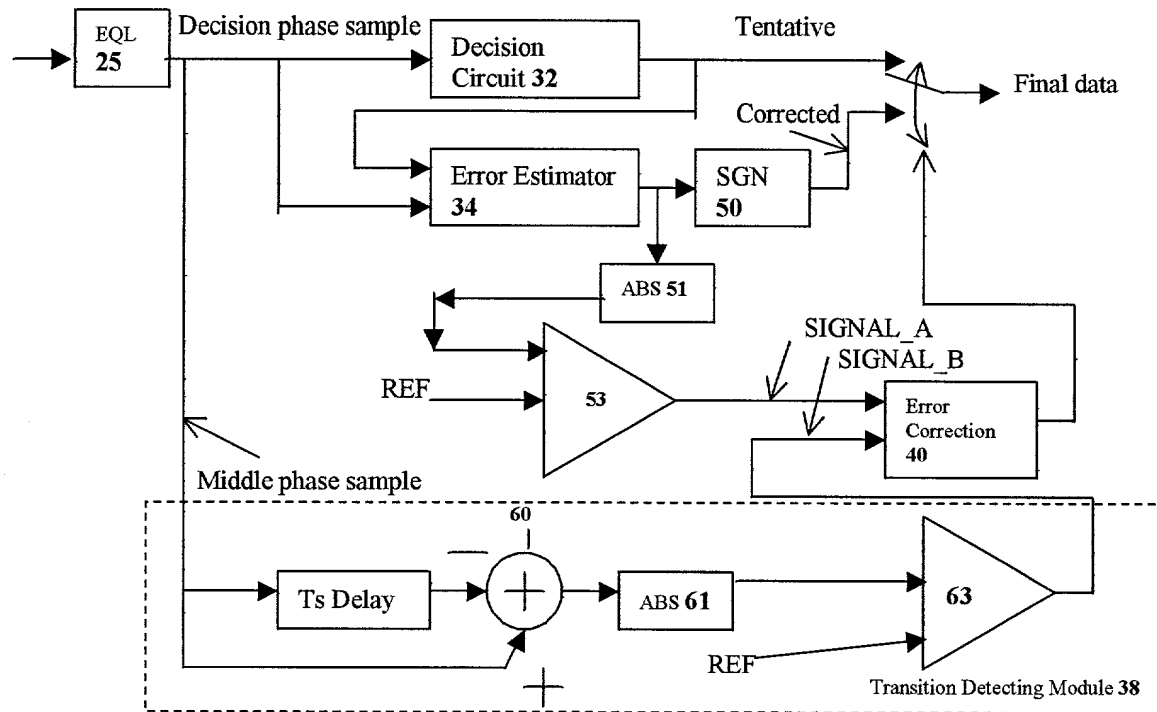 EQL
25
Decision phase sample
Decision
Circuit 32
Tentative
Final data
Corrected
Error Estimator
34
SGN
50
ABS 51
SIGNAL_A
SIGNAL_B
REF
53
Error
Correction
40
Middle phase sample
60
—
+
Ts Delay
ABS 61
63
REF
+
Transition Detecting Module 38